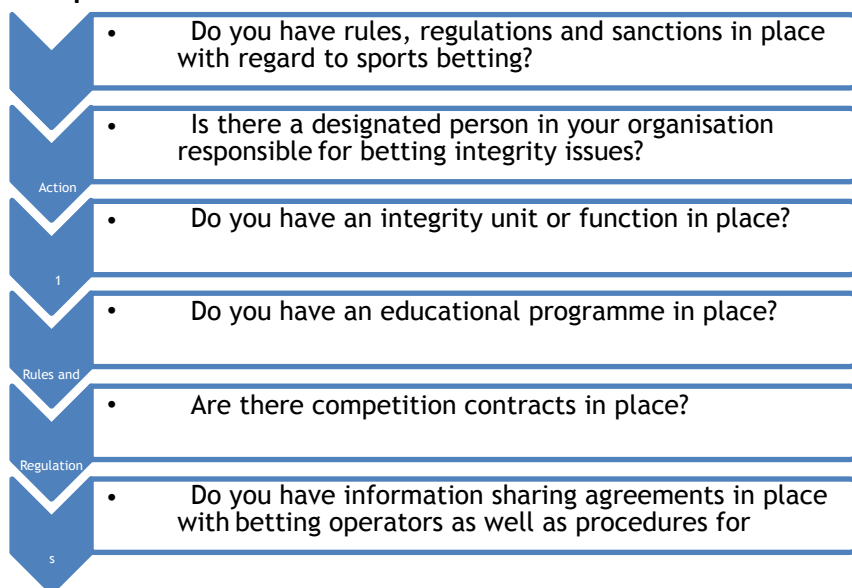 • Do you have rules, regulations and sanctions in place
with regard to sports betting?
• Is there a designated person in your organisation
responsible for betting integrity issues?
Action
• Do you have an integrity unit or function in place?
1
• Do you have an educational programme in place?
Rules and
• Are there competition contracts in place?
Regulation
• Do you have information sharing agreements in place
with betting operators as well as procedures for
s